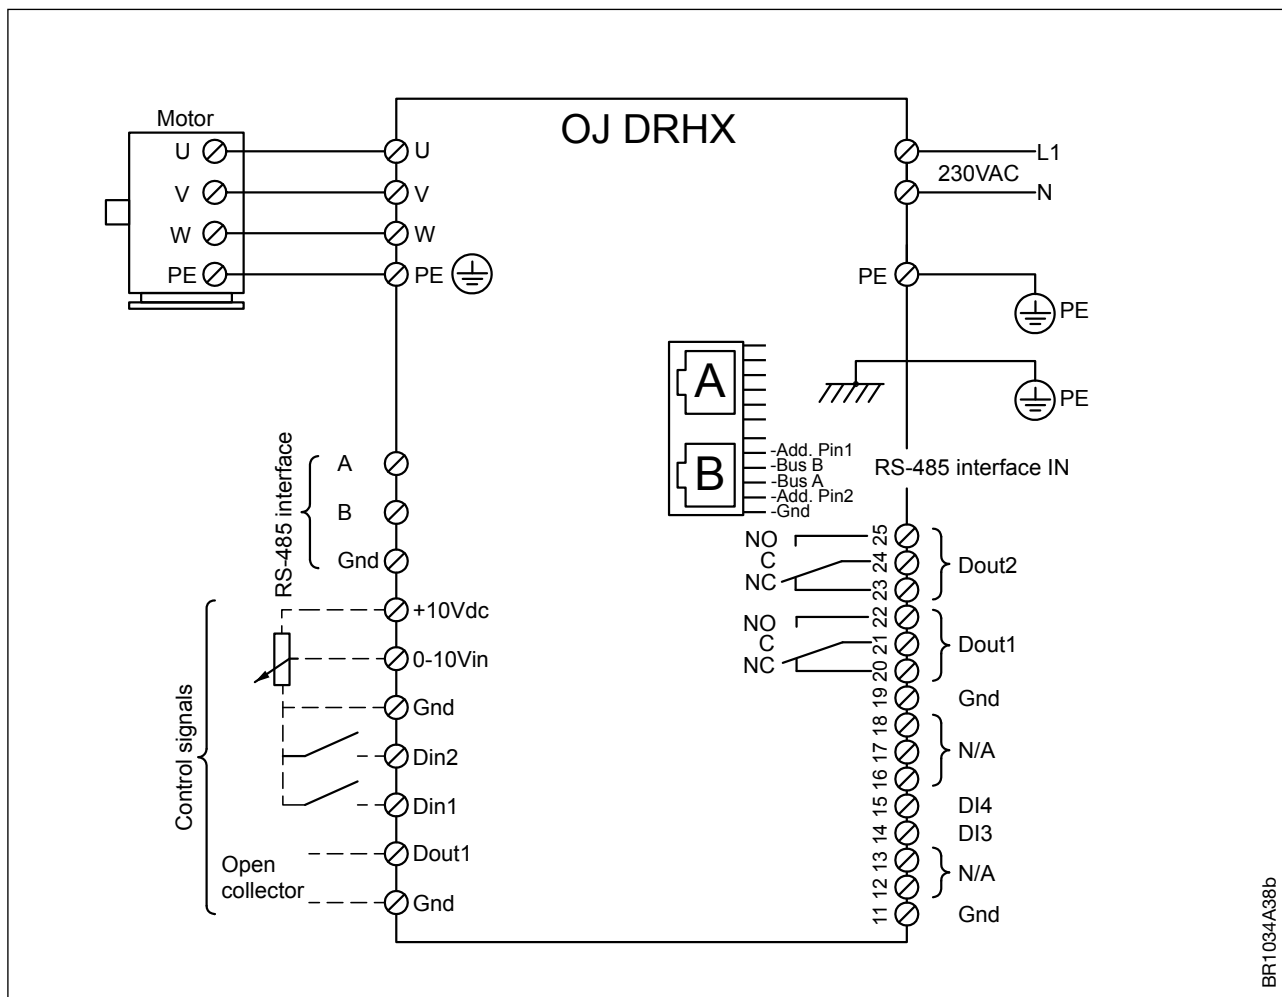 OJ DRHX
Motor
U
V
W
PE
U
V
W
PE
L1
230VAC
N
PE
PE
PE
A
B
-Add. Pin1
-Bus B
-Bus A
-Add. Pin2
-Gnd
RS-485 interface IN
RS-485 interface
A
B
Gnd
Control signals
+10Vdc
0-10Vin
Gnd
Din2
Din1
Open
collector
Dout1
Gnd
NO
C
NC
25
24
23
Dout2
NO
C
NC
22
21
20
Dout1
19
Gnd
18
17
16
N/A
15
DI4
14
DI3
13
12
N/A
11
Gnd
BR1034A38b